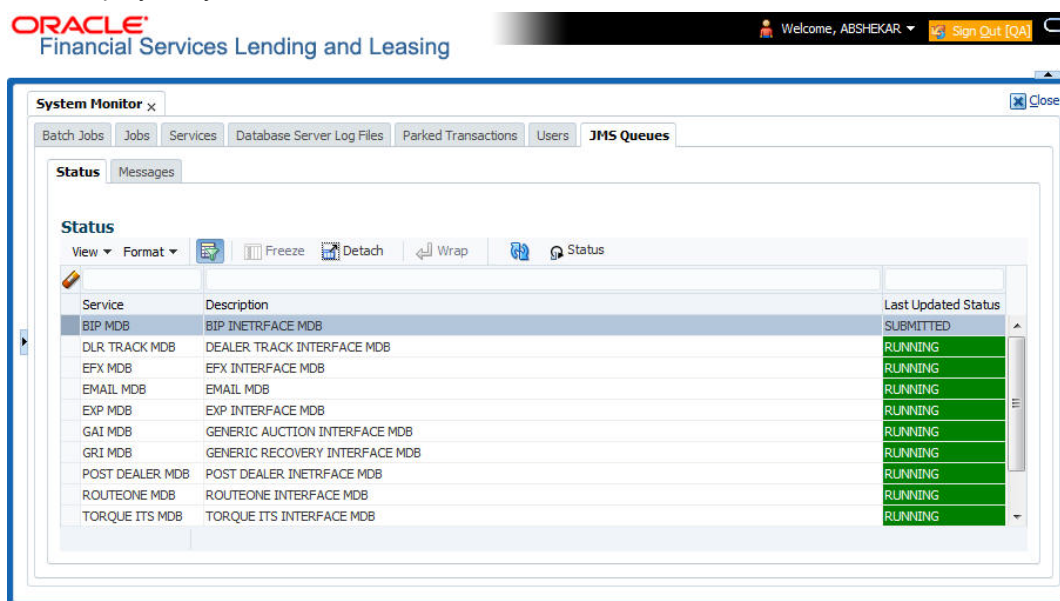 ORACLE
Financial Services Lending and Leasing
Welcome, ABSHEKAR
Sign Out [QA]
System Monitor x
Close
Batch Jobs Jobs Services Database Server Log Files Parked Transactions Users JMS Queues
Status Messages
Status
View Format Freeze Detach Wrap Status
Service Description Last Updated Status
BIP MDB BIP INETRFACE MDB SUBMITTED
DLR TRACK MDB DEALER TRACK INTERFACE MDB RUNNING
EFX MDB EFX INTERFACE MDB RUNNING
EMAIL MDB EMAIL MDB RUNNING
EXP MDB EXP INTERFACE MDB RUNNING
GAI MDB GENERIC AUCTION INTERFACE MDB RUNNING
GRI MDB GENERIC RECOVERY INTERFACE MDB RUNNING
POST DEALER MDB POST DEALER INETRFACE MDB RUNNING
ROUTEONE MDB ROUTEONE INTERFACE MDB RUNNING
TORQUE ITS MDB TORQUE ITS INTERFACE MDB RUNNING